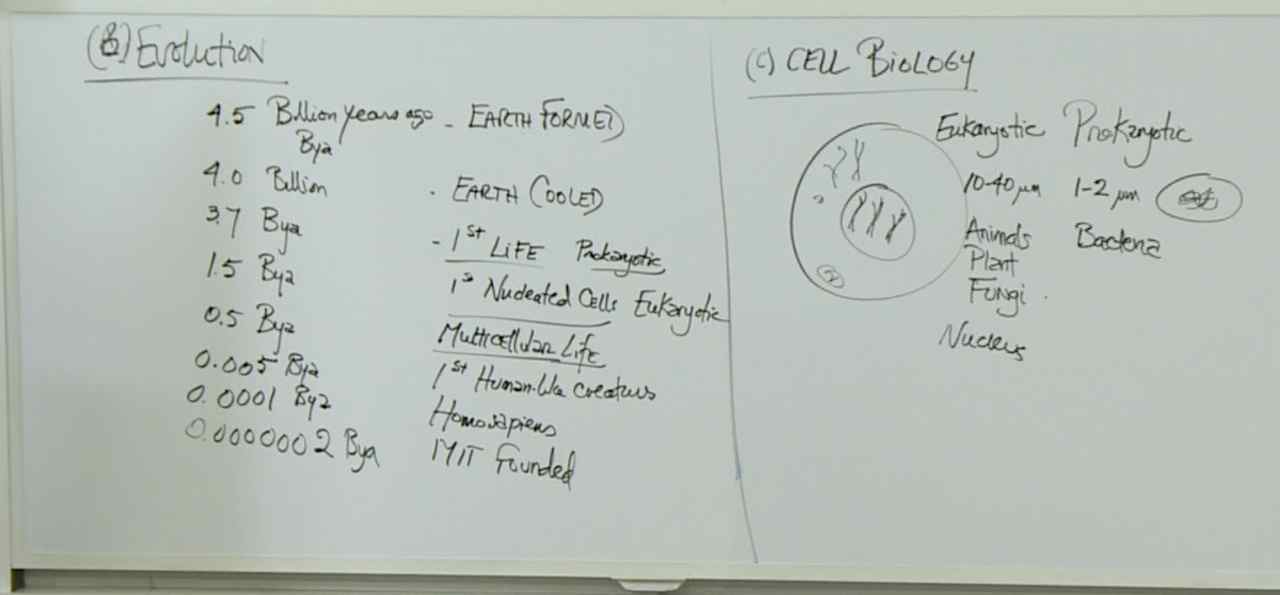 (B) Evolution
4.5 Billion years ago - EARTH FORMED
Bya
4.0 Billion . EARTH COOLED
3.7 Bya - 1st LIFE Prokaryotic
1.5 Bya 1st Nucleated Cells Eukaryotic
0.5 Bya Multicellular Life
0.005 Bya 1st Human-like creatures
0.0001 Bya Homosapiens
0.0000002 Bya MIT founded
(C) CELL BIOLOGY
Eukaryotic Prokaryotic
10-40 μm 1-2 μm
Animals Bacteria
Plant
Fungi.
Nucleus